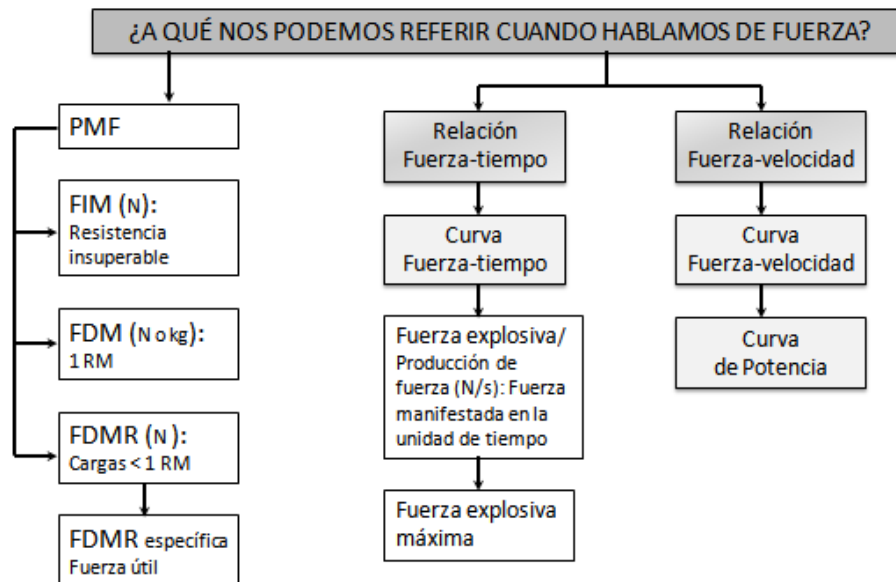 ¿A QUÉ NOS PODEMOS REFERIR CUANDO HABLAMOS DE FUERZA?
PMF
FIM (N):
Resistencia
insuperable
FDM (N o kg):
1 RM
FDMR (N ):
Cargas < 1 RM
FDMR específica
Fuerza útil
Relación
Fuerza-tiempo
Curva
Fuerza-tiempo
Fuerza explosiva/
Producción de
fuerza (N/s): Fuerza
manifestada en la
unidad de tiempo
Fuerza explosiva
máxima
Relación
Fuerza-velocidad
Curva
Fuerza-velocidad
Curva
de Potencia